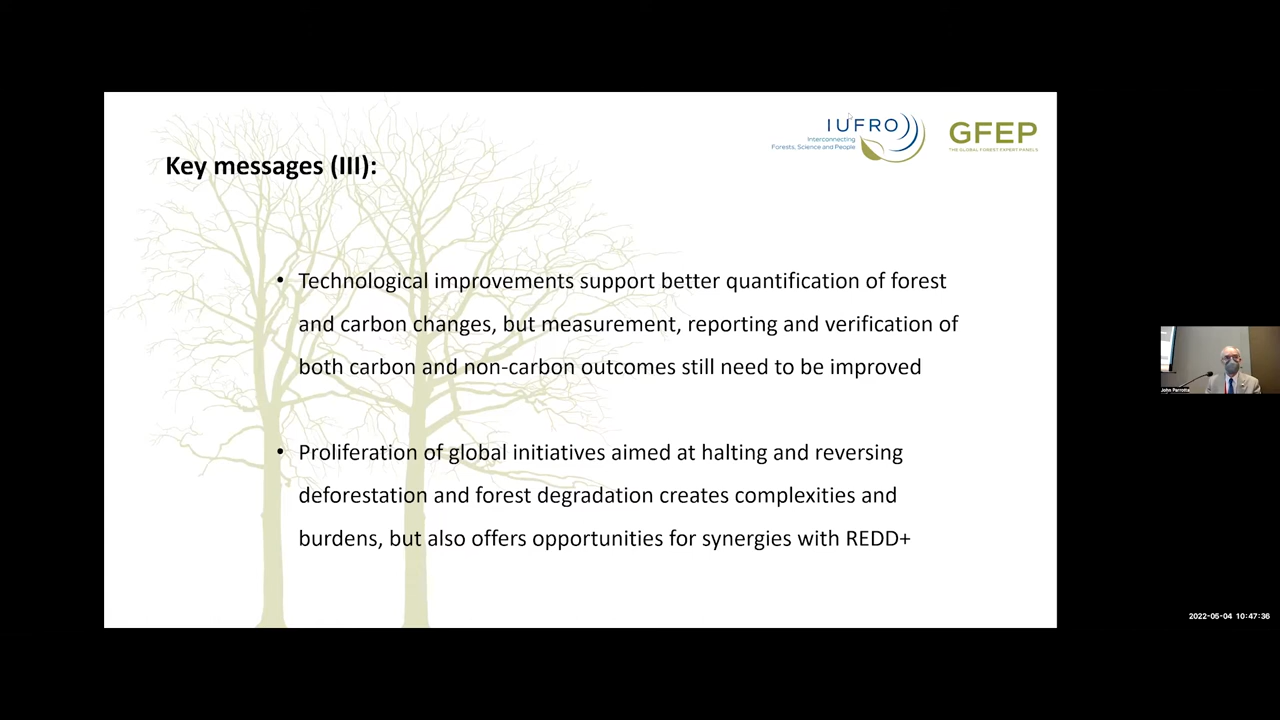 IUFRO
Interconnecting
Forests, Science and People
GFEP
THE GLOBAL FOREST EXPERT PANELS
Key messages (III):
• Technological improvements support better quantification of forest
and carbon changes, but measurement, reporting and verification of
both carbon and non-carbon outcomes still need to be improved
• Proliferation of global initiatives aimed at halting and reversing
deforestation and forest degradation creates complexities and
burdens, but also offers opportunities for synergies with REDD+
John Parrotta
2022-05-04 10:47:36